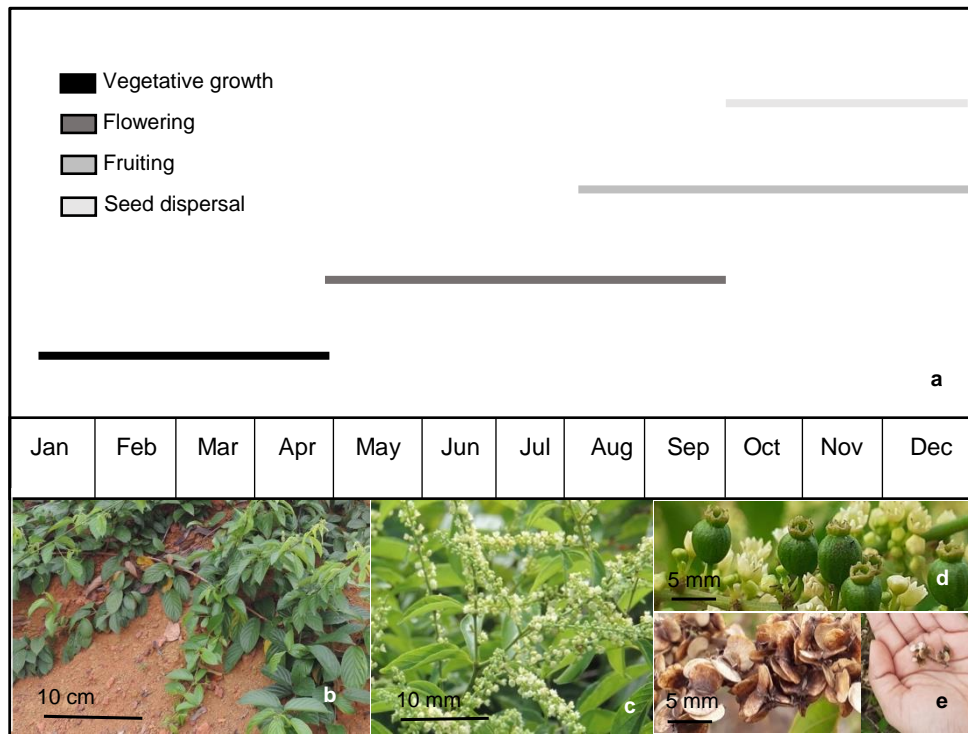 Vegetative growth
Flowering
Fruiting
Seed dispersal
a
Jan Feb Mar Apr May Jun Jul Aug Sep Oct Nov Dec
10 cm
b
10 mm
c
5 mm
d
5 mm
e